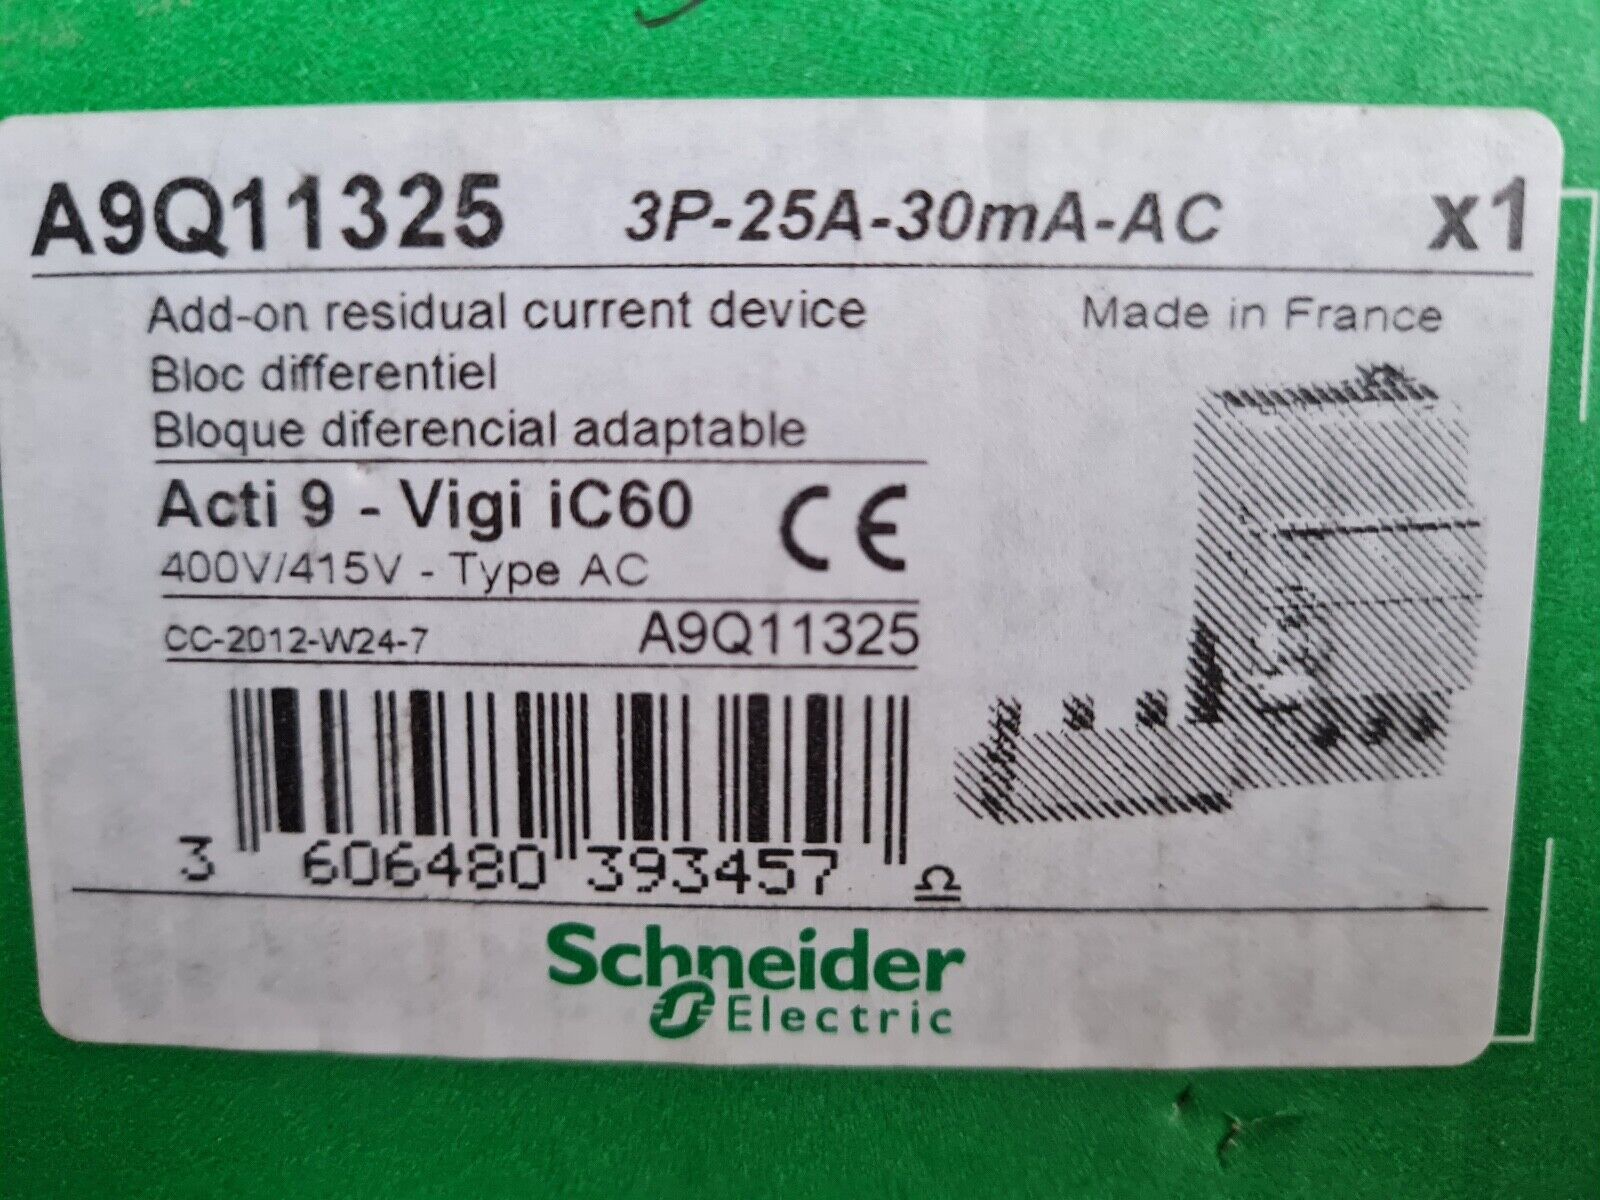 A9Q11325 3P-25A-30mA-AC x1
Add-on residual current device Made in France
Bloc differentiel
Bloque diferencial adaptable
Acti 9 - Vigi iC60 CE
400V/415V - Type AC
CC-2012-W24-7 A9Q11325
3 606480 393457
Schneider
Electric